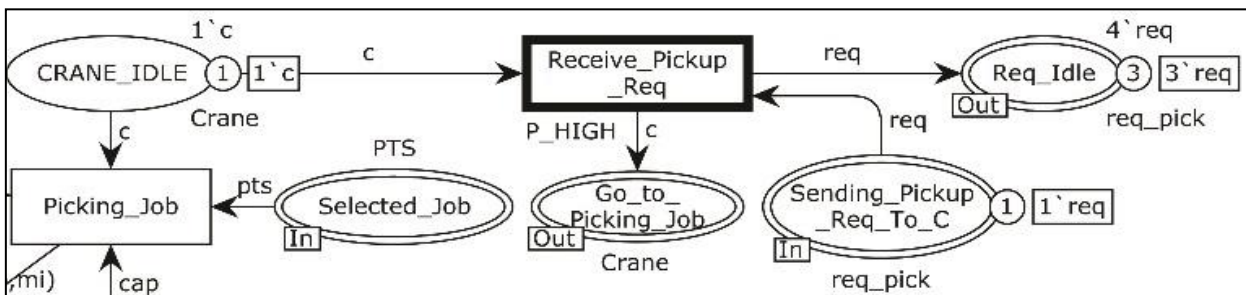 1`c
4`req
CRANE_IDLE
1
1`c
c
Receive_Pickup
_Req
req
Req_Idle
3
3`req
Out
Crane
req_pick
c
P_HIGH
c
req
PTS
pts
Picking_Job
Selected_Job
In
Go_to_
Picking_Job
Out
Crane
Sending_Pickup
_Req_To_C
1
1`req
In
req_pick
,mi)
cap